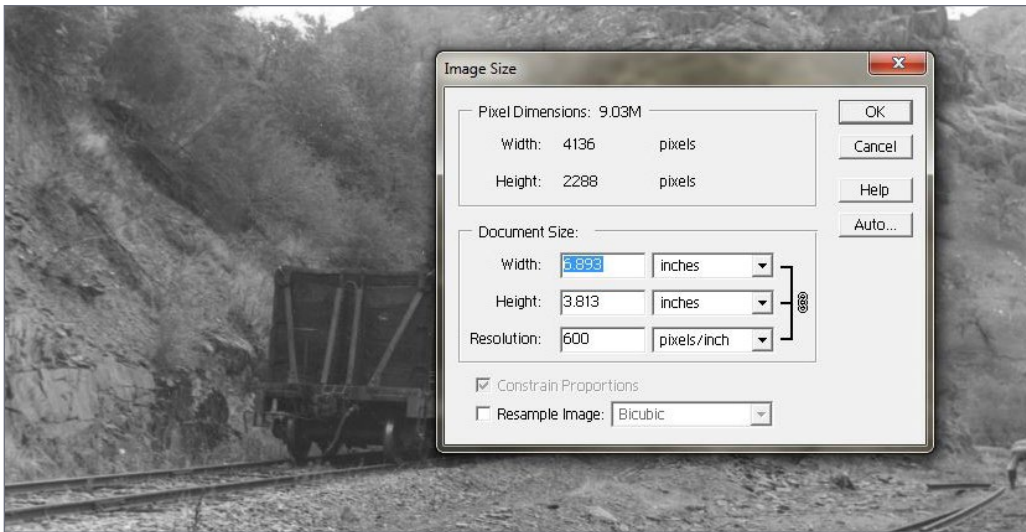 Image Size
Pixel Dimensions: 9.03M
Width: 4136 pixels
Height: 2288 pixels
Document Size:
Width: 6.893 inches
Height: 3.813 inches
Resolution: 600 pixels/inch
Constrain Proportions
Resample Image: Bicubic
OK
Cancel
Help
Auto...